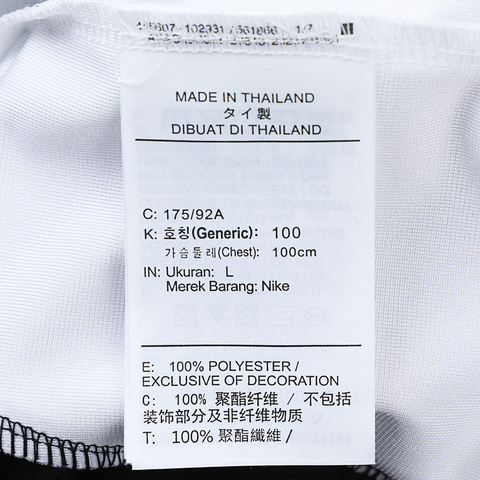 1/7
MADE IN THAILAND
タイ製
DIBUAT DI THAILAND
C: 175/92A
K: 호칭(Generic): 100
가슴둘레(Chest): 100cm
IN: Ukuran: L
Merek Barang: Nike
E: 100% POLYESTER /
EXCLUSIVE OF DECORATION
C: 100% 聚酯纤维 / 不包括
装饰部分及非纤维物质
T: 100% 聚酯纖維 /